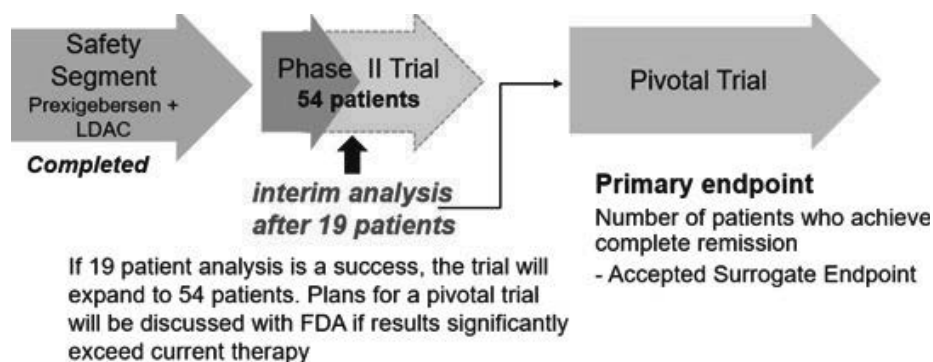 Safety
Segment
Prexigebersen +
LDAC
Completed
Phase II Trial
54 patients
interim analysis
after 19 patients
If 19 patient analysis is a success, the trial will
expand to 54 patients. Plans for a pivotal trial
will be discussed with FDA if results significantly
exceed current therapy
Pivotal Trial
Primary endpoint
Number of patients who achieve
complete remission
- Accepted Surrogate Endpoint